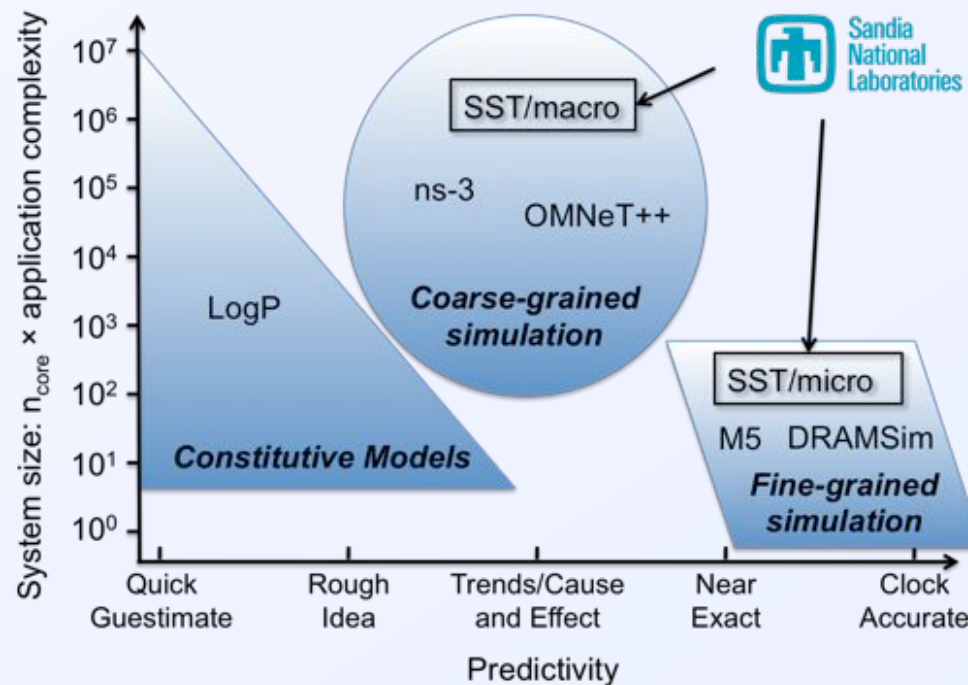 System size: n_core × application complexity
10⁷
10⁶
10⁵
10⁴
10³
10²
10¹
10⁰
Sandia
National
Laboratories
SST/macro
ns-3
OMNeT++
Coarse-grained
simulation
LogP
Constitutive Models
SST/micro
M5 DRAMSim
Fine-grained
simulation
Quick
Guestimate
Rough
Idea
Trends/Cause
and Effect
Near
Exact
Clock
Accurate
Predictivity